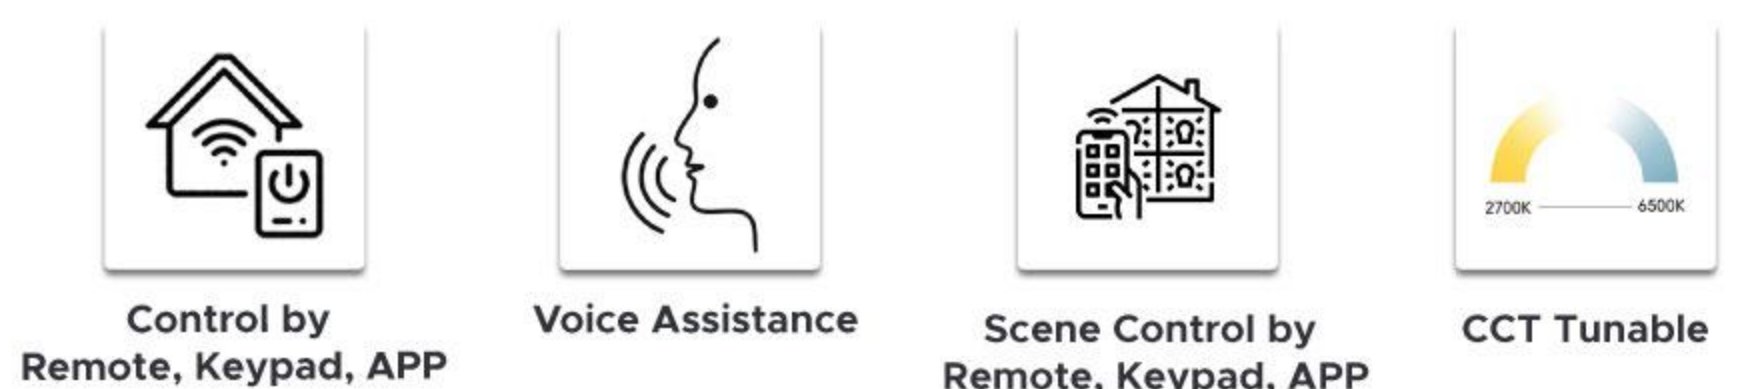 2700K
6500K
Control by
Remote, Keypad, APP
Voice Assistance
Scene Control by
Remote, Keypad, APP
CCT Tunable